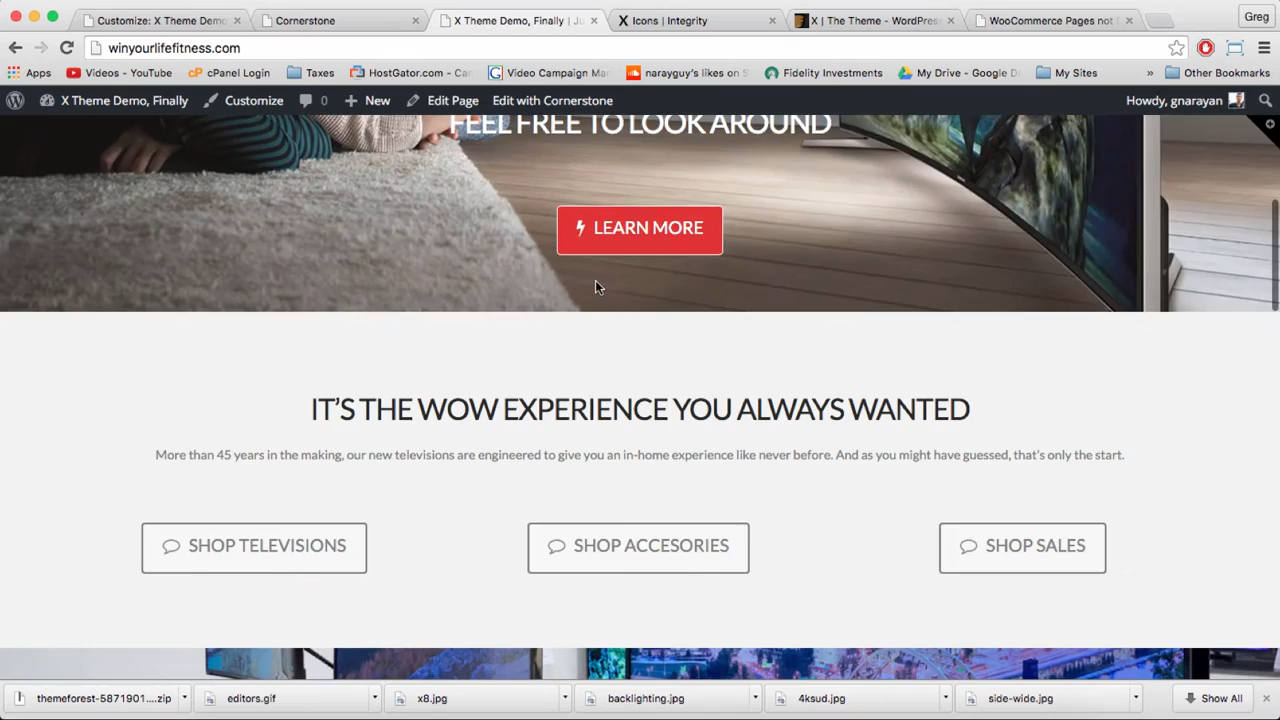 Customize: X Theme Demo
Cornerstone
X Theme Demo, Finally | Ju
Icons | Integrity
X | The Theme - WordPres
WooCommerce Pages not
Greg
winyourlifefitness.com
Apps
Videos - YouTube
cPanel Login
Taxes
HostGator.com - Ca
Video Campaign Ma
narayguy's likes on S
Fidelity Investments
My Drive - Google D
My Sites
»
Other Bookmarks
X Theme Demo, Finally
Customize
0
New
Edit Page
Edit with Cornerstone
Howdy, gnarayan
FEEL FREE TO LOOK AROUND
LEARN MORE
IT'S THE WOW EXPERIENCE YOU ALWAYS WANTED
More than 45 years in the making, our new televisions are engineered to give you an in-home experience like never before. And as you might have guessed, that's only the start.
SHOP TELEVISIONS
SHOP ACCESORIES
SHOP SALES
themeforest-5871901....zip
editors.gif
x8.jpg
backlighting.jpg
4ksud.jpg
side-wide.jpg
Show All